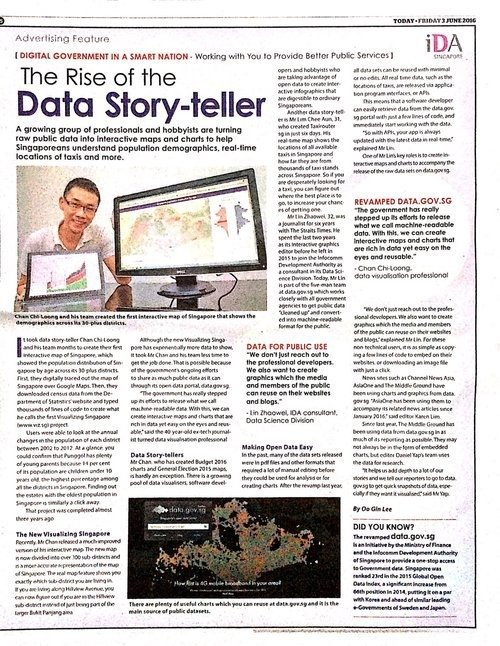 TODAY • FRIDAY 3 JUNE 2016
Advertising Feature
[ DIGITAL GOVERNMENT IN A SMART NATION - Working with You to Provide Better Public Services ]
iDA
SINGAPORE
The Rise of the
Data Story-teller
A growing group of professionals and hobbyists are turning
raw public data into interactive maps and charts to help
Singaporeans understand population demographics, real-time
locations of taxis and more.
Chan Chi-Loong and his team created the first interactive map of Singapore that shows the
demographics across its 30-plus districts.
It took data story-teller Chan Chi-Loong
and his team months to create their first
interactive map of Singapore, which
showed the population distribution of Sin-
gapore by age across its 30 plus districts.
First, they digitally traced out the map of
Singapore over Google Maps. Then, they
downloaded census data from the De-
partment of Statistics' website and typed
thousands of lines of code to create what
he calls the first Visualizing Singapore
(www.viz.sg) project.
Users were able to look at the annual
changes in the population of each district
between 2002 to 2012. At a glance, you
could find that Punggol has plenty
of young parents because 14 percent
of its population are children under 10
years old, the highest percentage among
all the districts in Singapore. Finding out
the estates with the oldest population in
Singapore is similarly a click away.
That project was completed almost
three years ago
The New Visualizing Singapore
Recently, Mr Chan released a much improved
version of his interactive map. The new map
is now divided into over 100 sub districts and
is a more accurate representation of the map
of Singapore. The real map feature shows you
exactly which sub-district you are living in.
If you are living along Hillview Avenue, you
can now figure out if you are in the Hillview
sub-district instead of just being part of the
larger Bukit Panjang area.
Although the new Visualizing Singa-
pore has exponentially more data to show,
it took Mr Chan and his team less time to
get the job done. That is possible because
of the government's ongoing efforts
to share as much public data as it can
through its open data portal, data.gov.sg.
"The government has really stepped
up its efforts to release what we call
machine-readable data. With this, we can
create interactive maps and charts that are
rich in data yet easy on the eyes and reus-
able," said the 40 year-old ex-tech journal-
ist turned data visualisation professional
Data Story-tellers
Mr Chan, who has created Budget 2016
charts and General Election 2015 maps,
is hardly an exception. There is a growing
pool of data visualizers, software devel-
opers and hobbyists who
are taking advantage of
open data to create inter-
active infographics that
are digestible to ordinary
Singaporeans.
Another data story-tell-
er is Mr Lim Chee Aun, 31,
who created Taxirouter
.sg in just six days. His
real-time map shows the
locations of all available
taxis in Singapore and
how far they are from
thousands of taxi stands
across Singapore. So if you
are desperately looking for
a taxi, you can figure out
where the best place is to
go, to increase your chanc-
es of getting one.
Mr Lin Zhaowei, 32, was
a journalist for six years
with The Straits Times. He
spent the last two years
as its interactive graphics
editor before he left in
2015 to join the Infocomm
Development Authority as
a consultant in its Data Sci-
ence Division. Today, Mr Lin
is part of the five-man team
at data.gov.sg which works
closely with all government
agencies to get public data
"cleaned up" and convert-
ed into machine-readable
format for the public.
DATA FOR PUBLIC USE
"We don't just reach out to
the professional developers.
We also want to create
graphics which the media
and members of the public
can reuse on their websites
and blogs."
- Lin Zhaowei, IDA consultant,
Data Science Division
Making Open Data Easy
In the past, many of the data sets released
were in pdf files and other formats that
required a lot of manual editing before
they could be used for analysis or for
creating charts. After the revamp last year,
data.gov.sg
How fast is 4G mobile broadband in your area?
There are plenty of useful charts which you can reuse at data.gov.sg and it is the
main source of public datasets.
all data sets can be reused with minimal
or no edits. All real time data, such as the
locations of taxis, are released via applica-
tion program interfaces, or APIs.
This means that a software developer
can easily retrieve data from the data.gov.
sg portal with just a few lines of code, and
immediately start working with the data.
"So with APIs, your app is always
updated with the latest data in real-time,"
explained Mr Lin.
One of Mr Lin's key roles is to create in-
teractive maps and charts to accompany the
release of the raw data sets on data.gov.sg.
REVAMPED DATA.GOV.SG
"The government has really
stepped up its efforts to release
what we call machine-readable
data. With this, we can create
interactive maps and charts that
are rich in data yet easy on the
eyes and reusable."
- Chan Chi-Loong,
data visualisation professional
"We don't just reach out to the profes-
sional developers. We also want to create
graphics which the media and members
of the public can reuse on their websites
and blogs," explained Mr Lin. For these
non technical users, it is as simple as copy-
ing a few lines of code to embed on their
websites, or downloading an image file
with just a click.
News sites such as Channel News Asia,
AsiaOne and The Middle Ground have
been using charts and graphics from data
.gov.sg. "AsiaOne has been using them to
accompany its related news articles since
January 2016," said editor Karen Lim.
Since last year, The Middle Ground has
been using data from data.gov.sg in as
much of its reporting as possible. They may
not always be in the form of embedded
charts, but editor Daniel Yap's team uses
the data for research.
"It helps us add depth to a lot of our
stories and we tell our reporters to go to data.
gov.sg to get quick snapshots of data, espe-
cially if they want it visualised," said Mr Yap.
By Oo Gin Lee
DID YOU KNOW?
The revamped data.gov.sg
is an Initiative by the Ministry of Finance
and the Infocomm Development Authority
of Singapore to provide a one-stop access
to Government data. Singapore was
ranked 23rd in the 2015 Global Open
Data Index, a significant increase from
66th position in 2014, putting it on a par
with Korea and ahead of similar leading
e-Governments of Sweden and Japan.